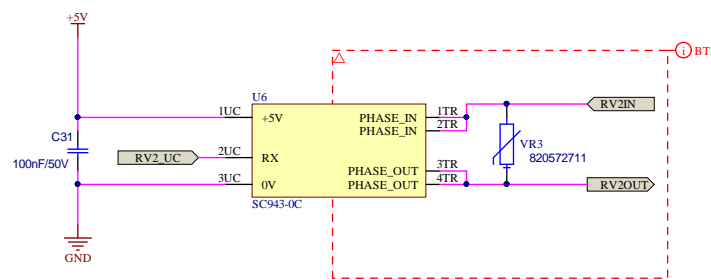 +5V
i BT
U6
1UC +5V PHASE_IN 1TR RV2IN
PHASE_IN 2TR
C31
100nF/50V
RV2_UC 2UC RX
VR3
820572711
PHASE_OUT 3TR
3UC 0V PHASE_OUT 4TR RV2OUT
SC943-0C
GND